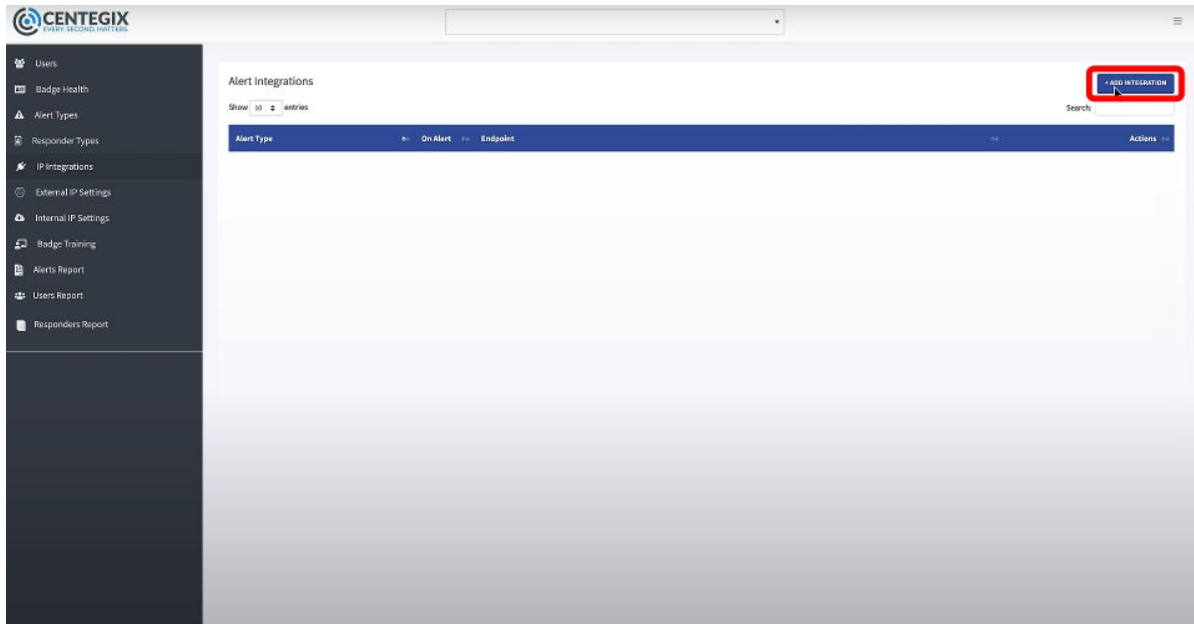 CENTEGIX
EVERY. SECOND. MATTERS.
Users
Badge Health
Alert Types
Responder Types
IP Integrations
External IP Settings
Internal IP Settings
Badge Training
Alerts Report
Users Report
Responders Report
Alert Integrations
+ ADD INTEGRATION
Show 10 entries
Search:
Alert Type On Alert Endpoint Actions